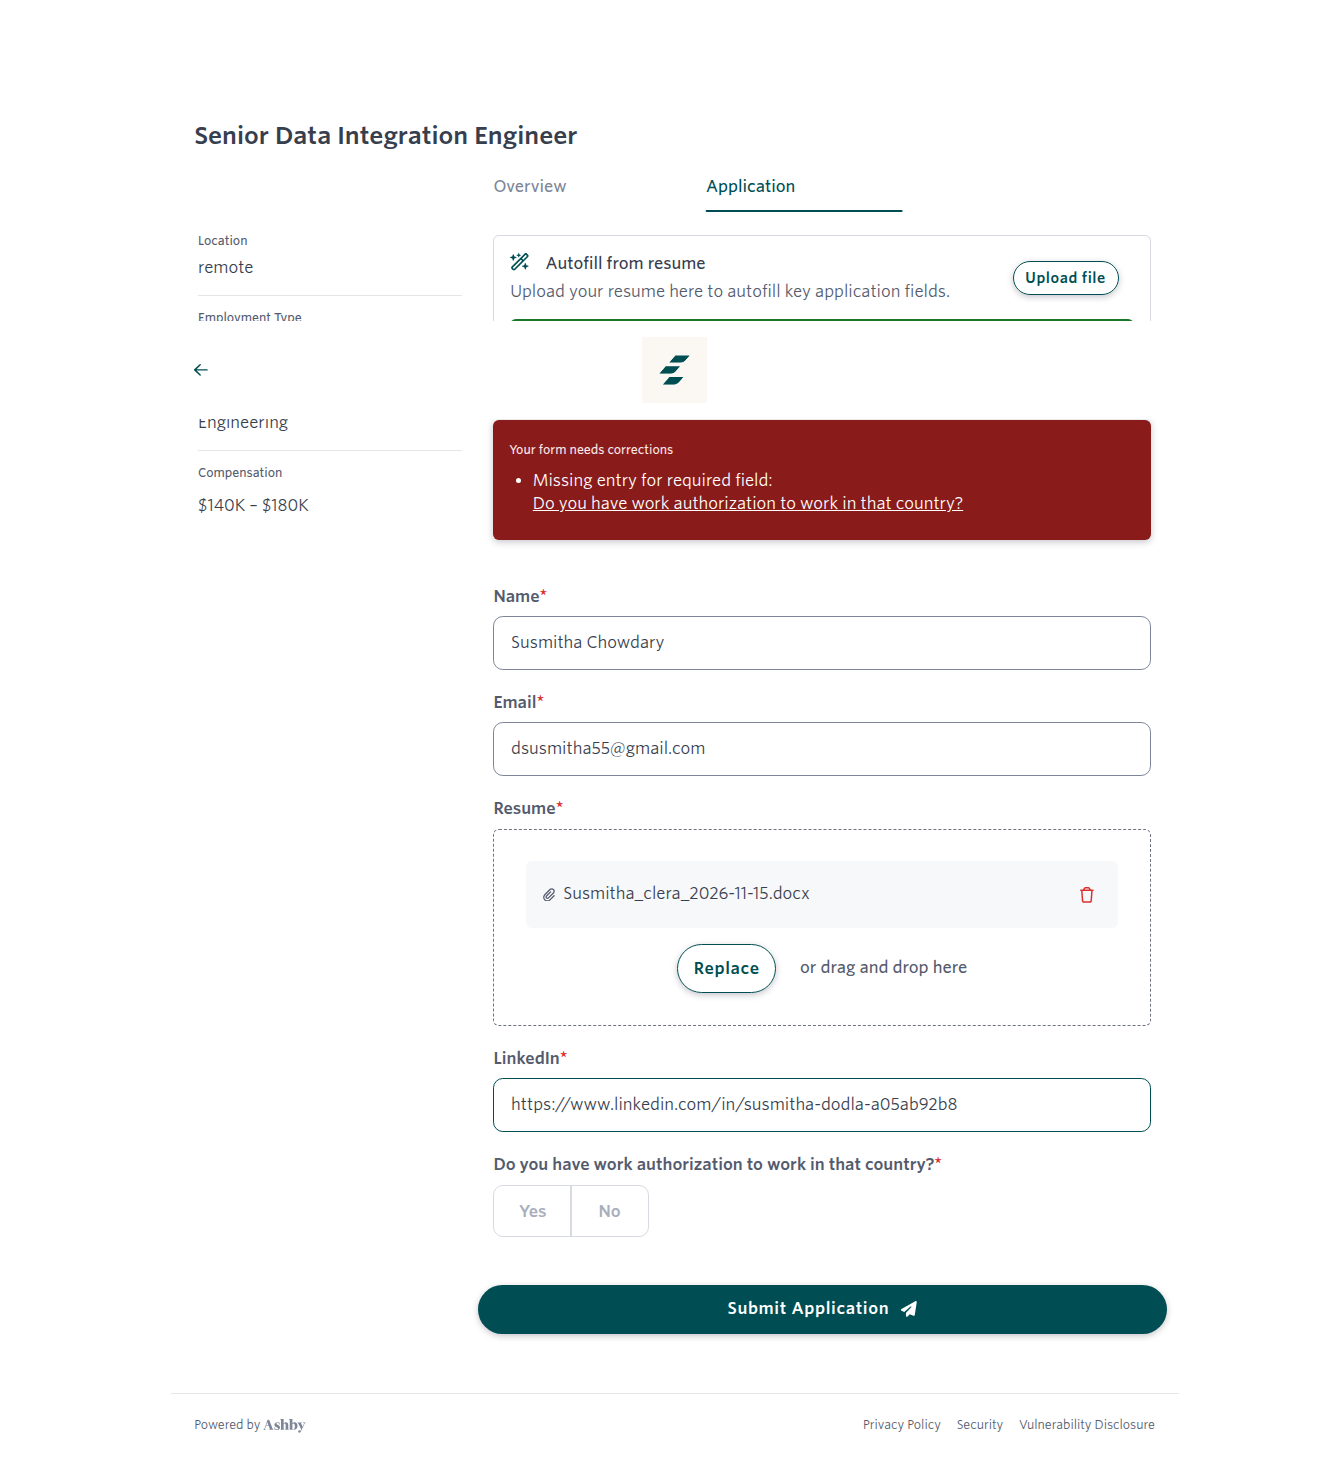 Senior Data Integration Engineer
Overview
Application
Location
remote
Employment Type
Engineering
Compensation
$140K – $180K
Autofill from resume
Upload your resume here to autofill key application fields.
Upload file
Your form needs corrections
• Missing entry for required field:
Do you have work authorization to work in that country?
Name*
Susmitha Chowdary
Email*
dsusmitha55@gmail.com
Resume*
Susmitha_clera_2026-11-15.docx
Replace
or drag and drop here
LinkedIn*
https://www.linkedin.com/in/susmitha-dodla-a05ab92b8
Do you have work authorization to work in that country?*
Yes
No
Submit Application
Powered by Ashby
Privacy Policy
Security
Vulnerability Disclosure